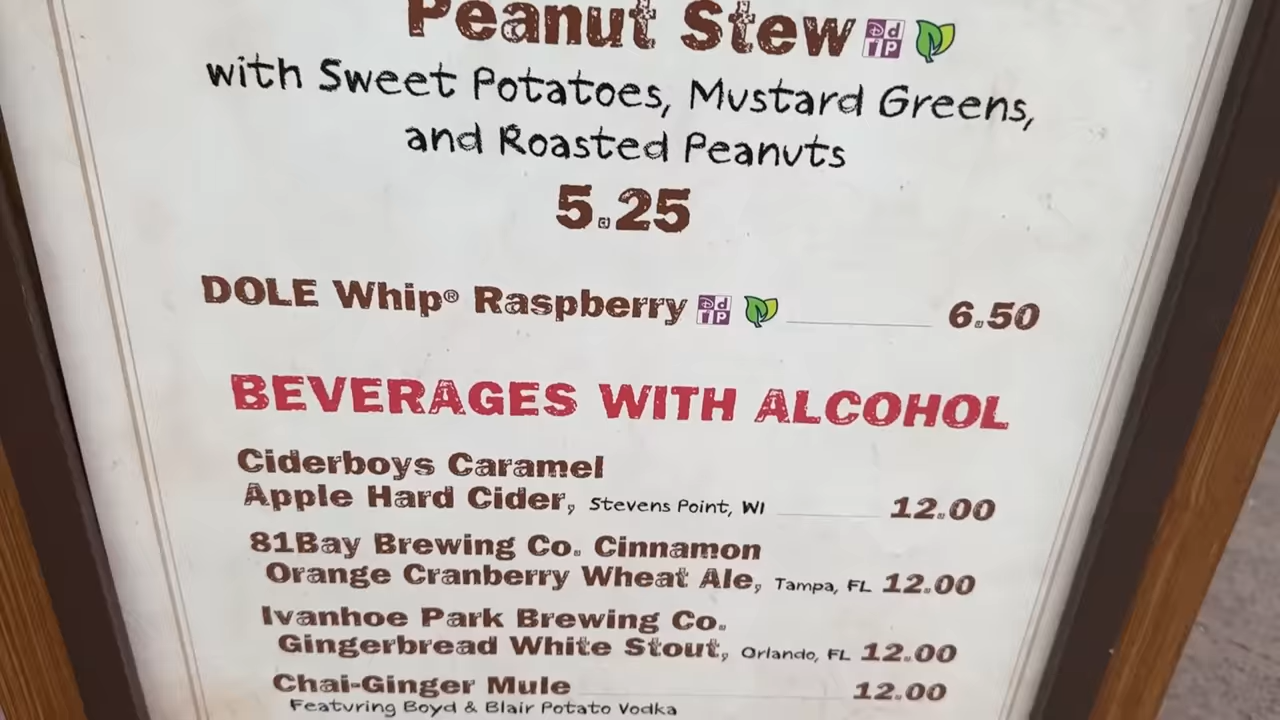 Peanut Stew DdiP
with Sweet Potatoes, Mustard Greens,
and Roasted Peanuts
5.25
DOLE Whip® Raspberry DdiP 6.50
BEVERAGES WITH ALCOHOL
Ciderboys Caramel
Apple Hard Cider, Stevens Point, WI 12.00
81Bay Brewing Co. Cinnamon
Orange Cranberry Wheat Ale, Tampa, FL 12.00
Ivanhoe Park Brewing Co.
Gingerbread White Stout, Orlando, FL 12.00
Chai-Ginger Mule 12.00
Featuring Boyd & Blair Potato Vodka